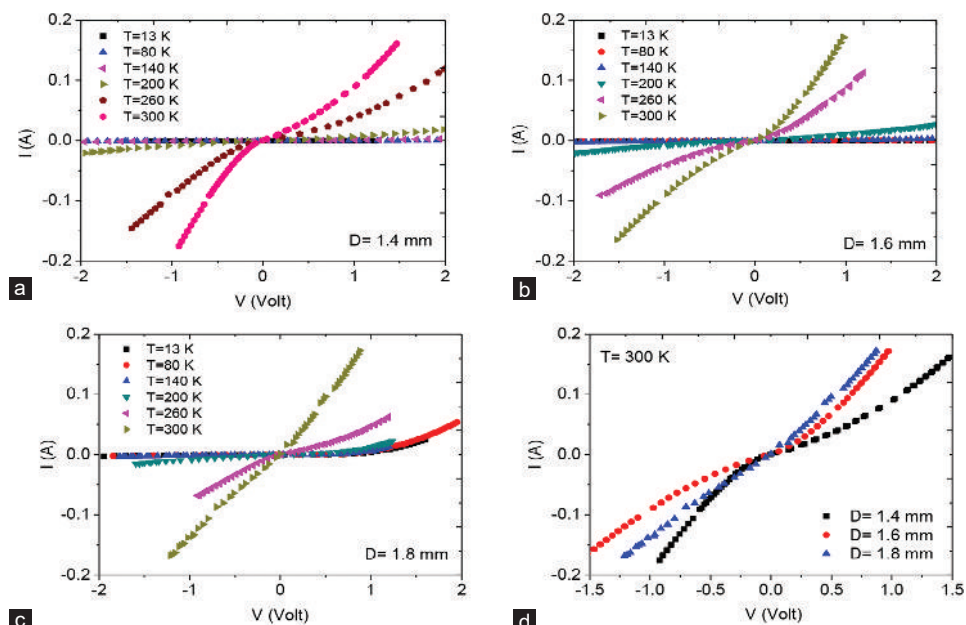 0.2
0.1
0.0
-0.1
-0.2
I (A)
T=13 K
T=80 K
T=140 K
T=200 K
T=260 K
T=300 K
D= 1.4 mm
-2 -1 0 1 2
V (Volt)
a
0.2
0.1
0.0
-0.1
-0.2
I (A)
T=13 K
T=80 K
T=140 K
T=200 K
T=260 K
T=300 K
D= 1.6 mm
-2 -1 0 1 2
V (Volt)
b
0.2
0.1
0.0
-0.1
-0.2
I (A)
T=13 K
T=80 K
T=140 K
T=200 K
T=260 K
T=300 K
D= 1.8 mm
-2 -1 0 1 2
V (Volt)
c
0.2
0.1
0.0
-0.1
-0.2
I (A)
T= 300 K
D= 1.4 mm
D= 1.6 mm
D= 1.8 mm
-1.5 -1.0 -0.5 0.0 0.5 1.0 1.5
V (Volt)
d